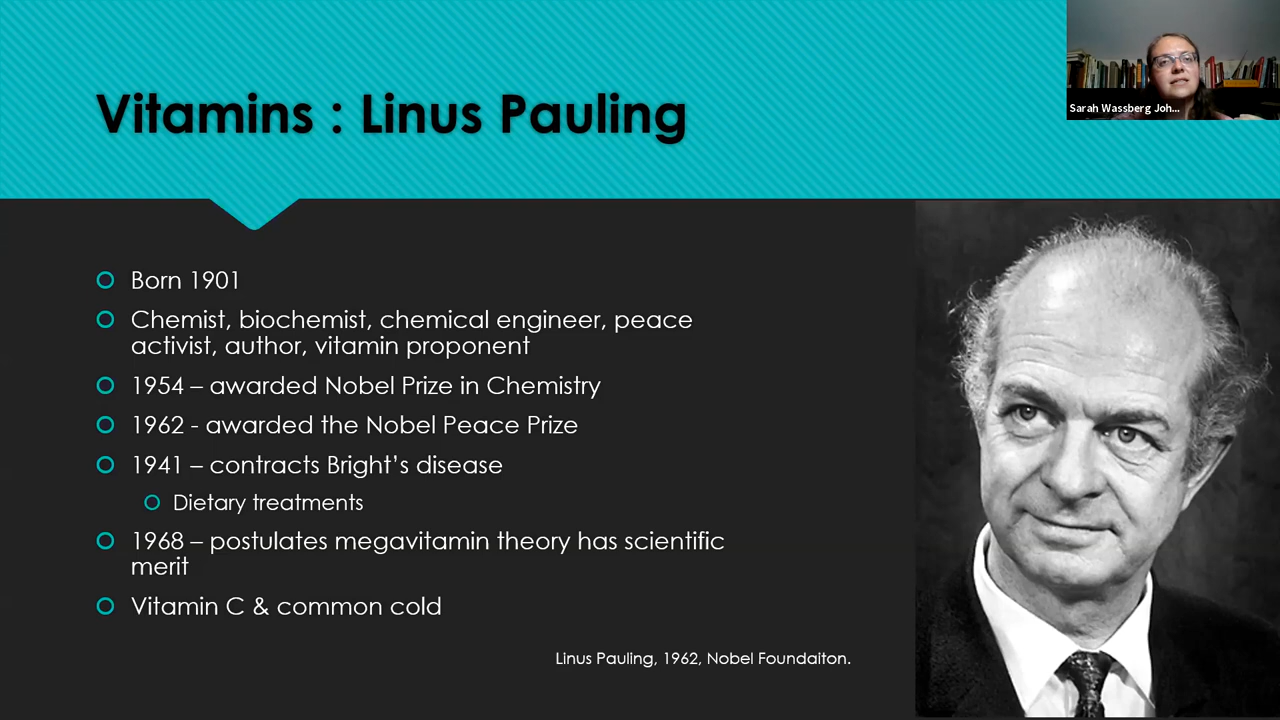 Vitamins : Linus Pauling
Sarah Wassberg Joh...
Born 1901
Chemist, biochemist, chemical engineer, peace
activist, author, vitamin proponent
1954 – awarded Nobel Prize in Chemistry
1962 - awarded the Nobel Peace Prize
1941 – contracts Bright's disease
Dietary treatments
1968 – postulates megavitamin theory has scientific
merit
Vitamin C & common cold
Linus Pauling, 1962, Nobel Foundaiton.